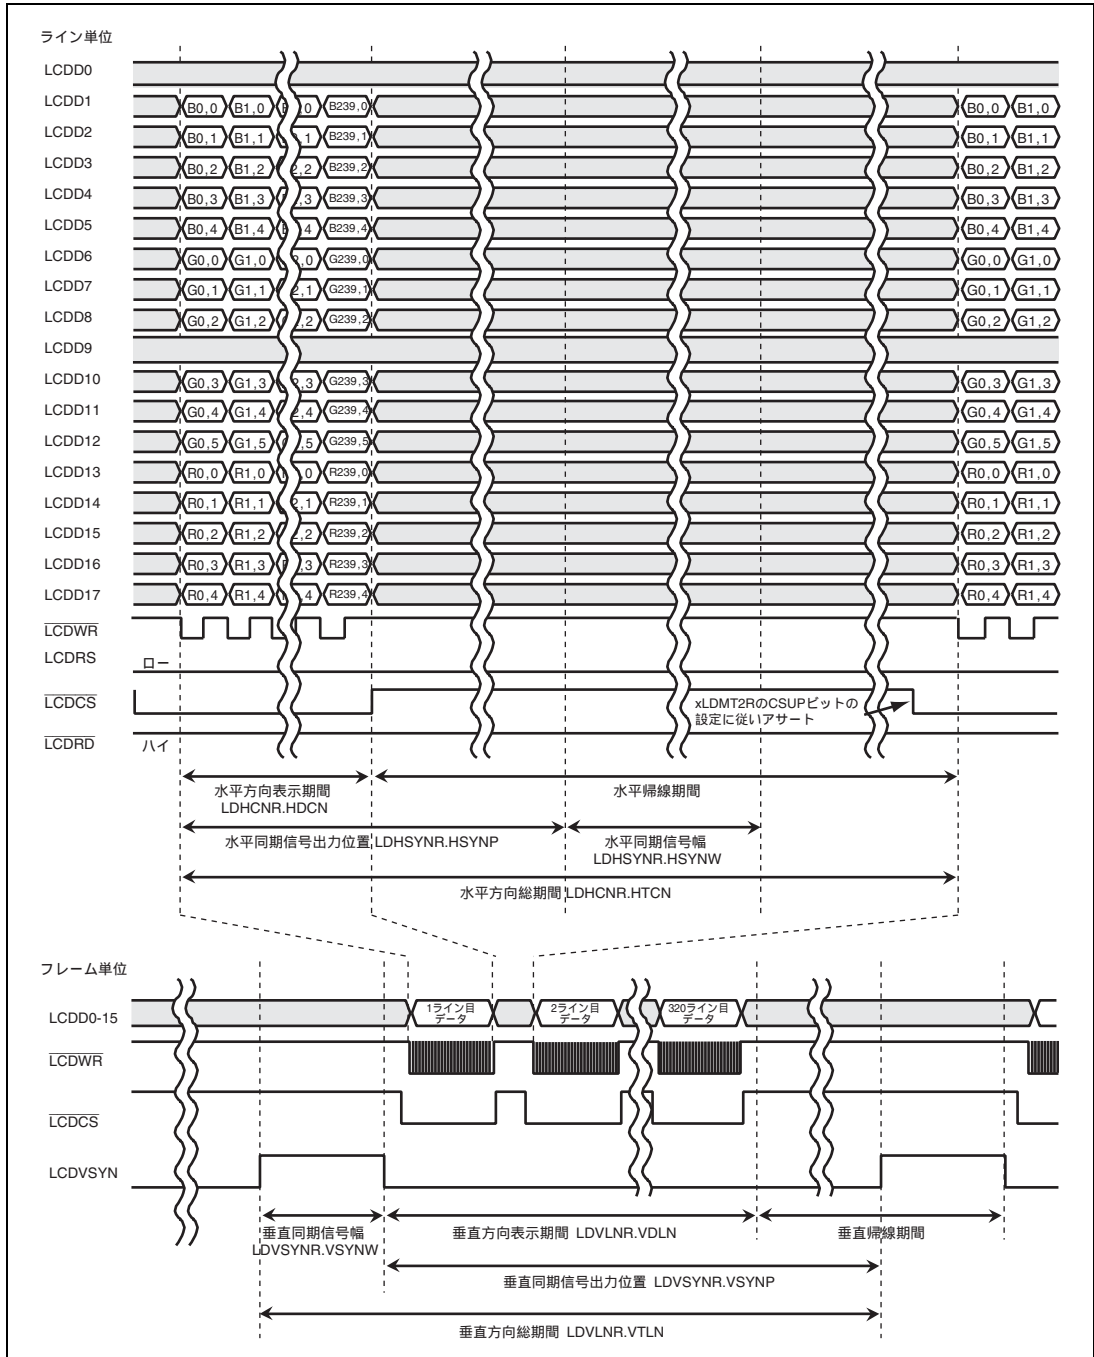 ライン単位
LCDD0
LCDD1 B0,0 B1,0 B239,0 B0,0 B1,0
LCDD2 B0,1 B1,1 B239,1 B0,1 B1,1
LCDD3 B0,2 B1,2 B239,2 B0,2 B1,2
LCDD4 B0,3 B1,3 B239,3 B0,3 B1,3
LCDD5 B0,4 B1,4 B239,4 B0,4 B1,4
LCDD6 G0,0 G1,0 G239,0 G0,0 G1,0
LCDD7 G0,1 G1,1 G239,1 G0,1 G1,1
LCDD8 G0,2 G1,2 G239,2 G0,2 G1,2
LCDD9
LCDD10 G0,3 G1,3 G239,3 G0,3 G1,3
LCDD11 G0,4 G1,4 G239,4 G0,4 G1,4
LCDD12 G0,5 G1,5 G239,5 G0,5 G1,5
LCDD13 R0,0 R1,0 R239,0 R0,0 R1,0
LCDD14 R0,1 R1,1 R239,1 R0,1 R1,1
LCDD15 R0,2 R1,2 R239,2 R0,2 R1,2
LCDD16 R0,3 R1,3 R239,3 R0,3 R1,3
LCDD17 R0,4 R1,4 R239,4 R0,4 R1,4
LCDWR
LCDRS ロー
LCDCS xLDMT2RのCSUPビットの
設定に従いアサート
LCDRD ハイ
水平方向表示期間 水平帰線期間
LDHCNR.HDCN
水平同期信号出力位置 LDHSYNR.HSYNP 水平同期信号幅
LDHSYNR.HSYNW
水平方向総期間 LDHCNR.HTCN
フレーム単位
LCDD0-15 1ライン目 2ライン目 320ライン目
データ データ データ
LCDWR
LCDCS
LCDVSYN
垂直同期信号幅 垂直方向表示期間 LDVLNR.VDLN 垂直帰線期間
LDVSYNR.VSYNW
垂直同期信号出力位置 LDVSYNR.VSYNP
垂直方向総期間 LDVLNR.VTLN